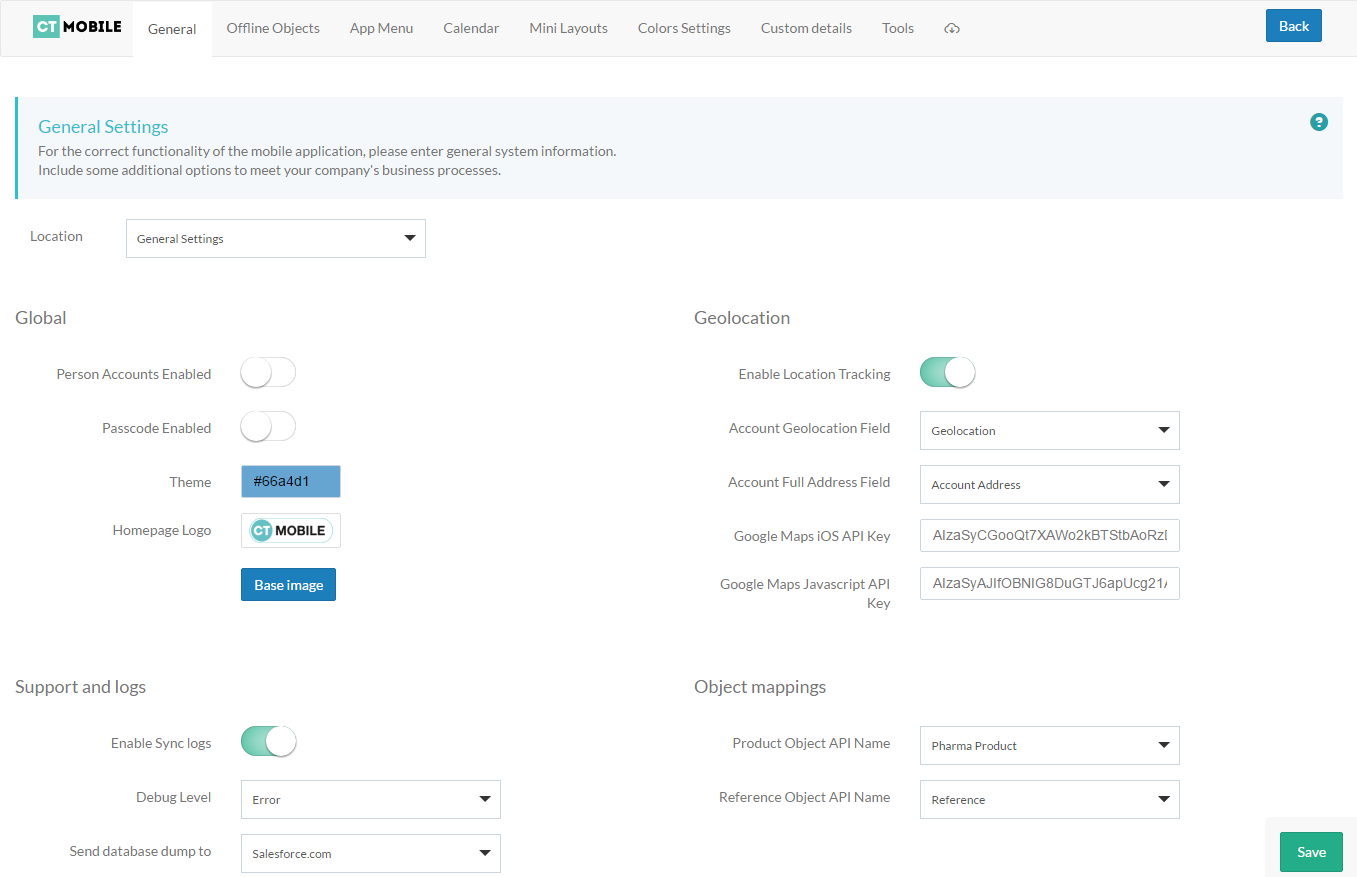 CT MOBILE
General
Offline Objects
App Menu
Calendar
Mini Layouts
Colors Settings
Custom details
Tools
Back
General Settings
?
For the correct functionality of the mobile application, please enter general system information.
Include some additional options to meet your company's business processes.
Location
General Settings
Global
Person Accounts Enabled
Passcode Enabled
Theme
#66a4d1
Homepage Logo
CT MOBILE
Base image
Geolocation
Enable Location Tracking
Account Geolocation Field
Geolocation
Account Full Address Field
Account Address
Google Maps iOS API Key
Google Maps Javascript API
Key
Support and logs
Enable Sync logs
Debug Level
Error
Send database dump to
Salesforce.com
Object mappings
Product Object API Name
Pharma Product
Reference Object API Name
Reference
Save